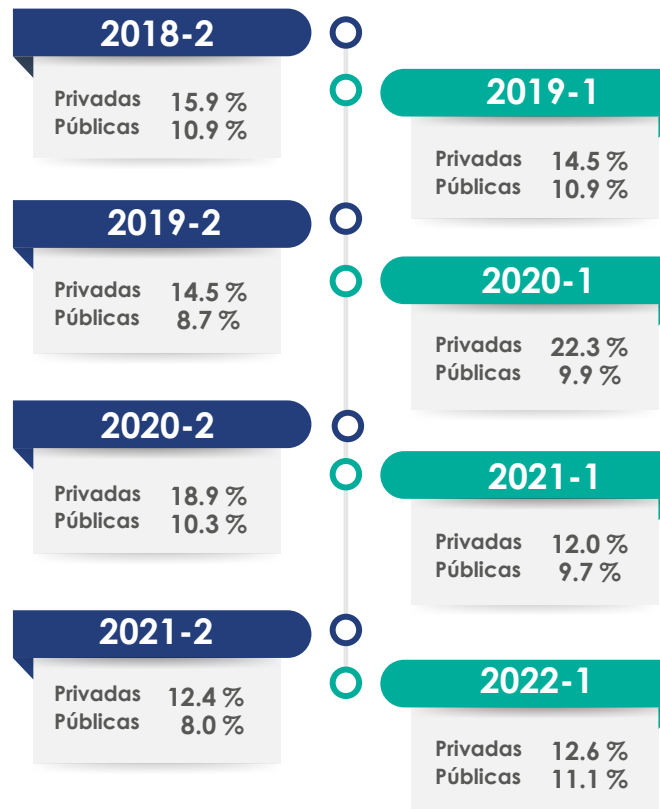 2018-2
Privadas 15.9 %
Públicas 10.9 %
2019-1
Privadas 14.5 %
Públicas 10.9 %
2019-2
Privadas 14.5 %
Públicas 8.7 %
2020-1
Privadas 22.3 %
Públicas 9.9 %
2020-2
Privadas 18.9 %
Públicas 10.3 %
2021-1
Privadas 12.0 %
Públicas 9.7 %
2021-2
Privadas 12.4 %
Públicas 8.0 %
2022-1
Privadas 12.6 %
Públicas 11.1 %